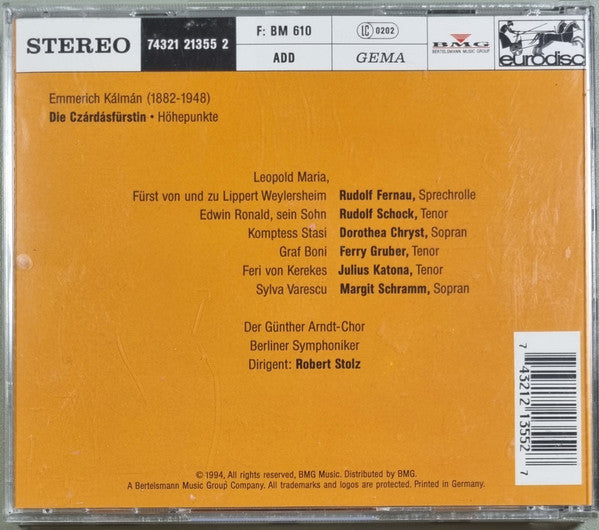 STEREO
74321 21355 2
F: BM 610
ADD
LC 0202
GEMA
BMG
BERTELSMANN MUSIC GROUP
eurodisc
Emmerich Kálmán (1882-1948)
Die Czárdásfürstin • Höhepunkte
Leopold Maria,
Fürst von und zu Lippert Weylersheim Rudolf Fernau, Sprechrolle
Edwin Ronald, sein Sohn Rudolf Schock, Tenor
Komptess Stasi Dorothea Chryst, Sopran
Graf Boni Ferry Gruber, Tenor
Feri von Kerekes Julius Katona, Tenor
Sylva Varescu Margit Schramm, Sopran
Der Günther Arndt-Chor
Berliner Symphoniker
Dirigent: Robert Stolz
7 43212 13552 7
©1994, All rights reserved, BMG Music. Distributed by BMG.
A Bertelsmann Music Group Company. All trademarks and logos are protected. Printed in Germany.